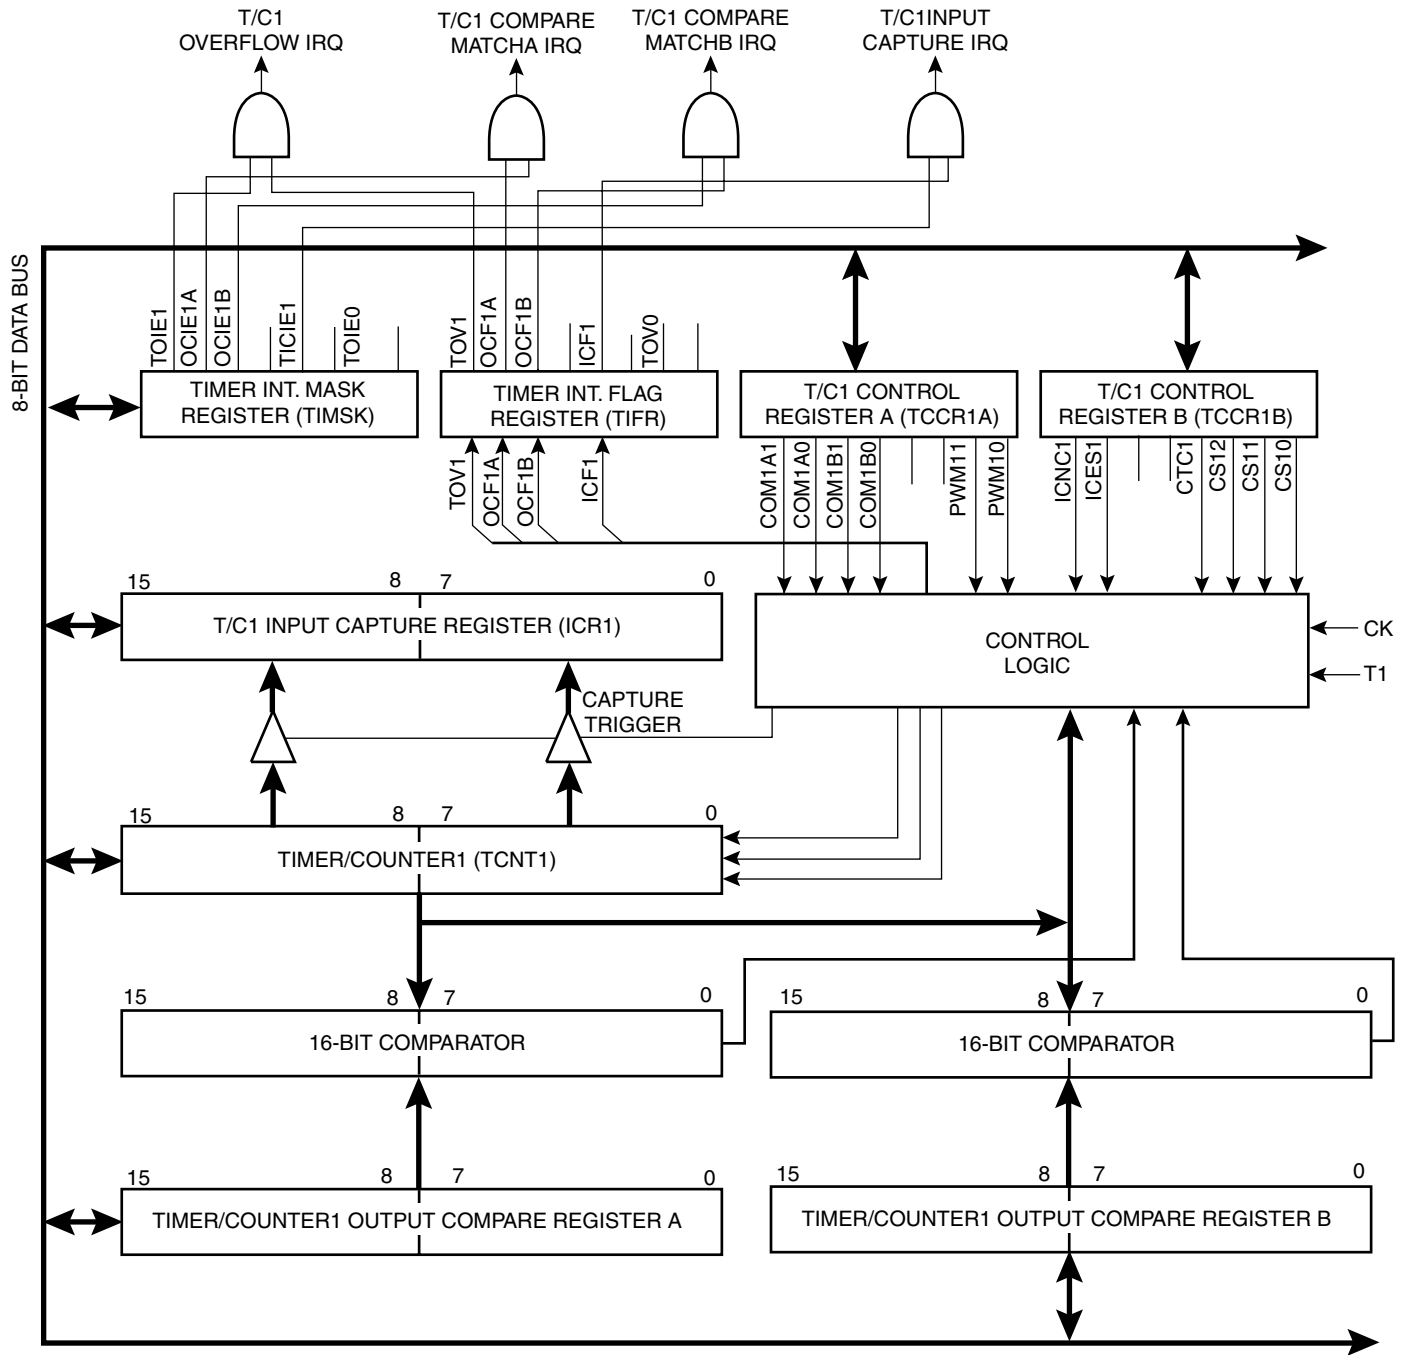 T/C1
OVERFLOW IRQ
T/C1 COMPARE
MATCHA IRQ
T/C1 COMPARE
MATCHB IRQ
T/C1INPUT
CAPTURE IRQ
8-BIT DATA BUS
TOIE1
OCIE1A
OCIE1B
TICIE1
TOIE0
TOV1
OCF1A
OCF1B
ICF1
TOV0
TIMER INT. MASK
REGISTER (TIMSK)
TIMER INT. FLAG
REGISTER (TIFR)
T/C1 CONTROL
REGISTER A (TCCR1A)
T/C1 CONTROL
REGISTER B (TCCR1B)
TOV1
OCF1A
OCF1B
ICF1
COM1A1
COM1A0
COM1B1
COM1B0
PWM11
PWM10
ICNC1
ICES1
CTC1
CS12
CS11
CS10
15 8 7 0
T/C1 INPUT CAPTURE REGISTER (ICR1)
CONTROL
LOGIC
CK
T1
CAPTURE
TRIGGER
15 8 7 0
TIMER/COUNTER1 (TCNT1)
15 8 7 0
16-BIT COMPARATOR
15 8 7 0
16-BIT COMPARATOR
15 8 7 0
TIMER/COUNTER1 OUTPUT COMPARE REGISTER A
15 8 7 0
TIMER/COUNTER1 OUTPUT COMPARE REGISTER B